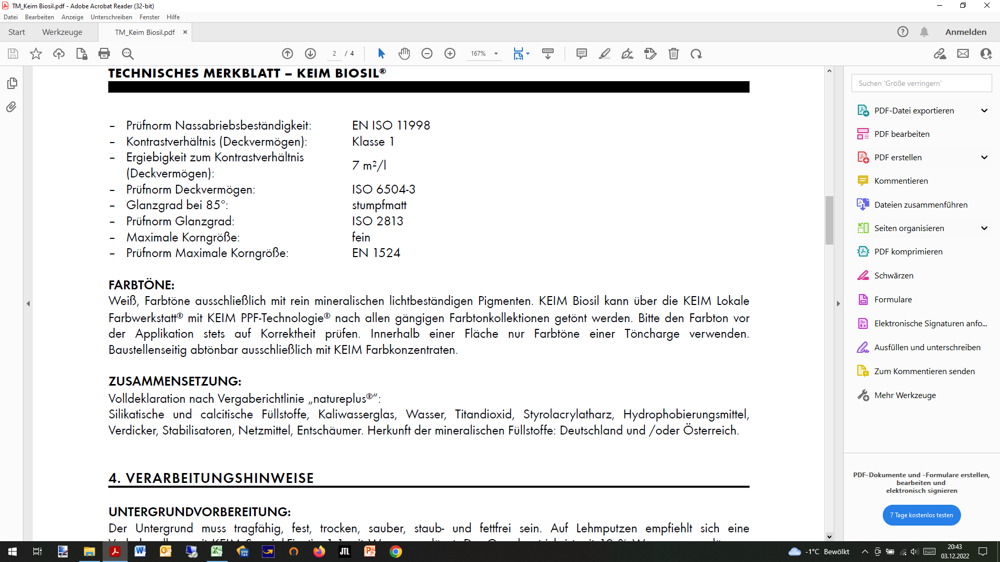 TM_Keim Biosil.pdf - Adobe Acrobat Reader (32-bit)
Datei Bearbeiten Anzeige Unterschreiben Fenster Hilfe
Start Werkzeuge TM_Keim Biosil.pdf × Anmelden
2 / 4 167%
TECHNISCHES MERKBLATT – KEIM BIOSIL®
– Prüfnorm Nassabriebsbeständigkeit: EN ISO 11998
– Kontrastverhältnis (Deckvermögen): Klasse 1
– Ergiebigkeit zum Kontrastverhältnis
(Deckvermögen): 7 m²/l
– Prüfnorm Deckvermögen: ISO 6504-3
– Glanzgrad bei 85°: stumpfmatt
– Prüfnorm Glanzgrad: ISO 2813
– Maximale Korngröße: fein
– Prüfnorm Maximale Korngröße: EN 1524
FARBTÖNE:
Weiß, Farbtöne ausschließlich mit rein mineralischen lichtbeständigen Pigmenten. KEIM Biosil kann über die KEIM Lokale
Farbwerkstatt® mit KEIM PPF-Technologie® nach allen gängigen Farbtonkollektionen getönt werden. Bitte den Farbton vor
der Applikation stets auf Korrektheit prüfen. Innerhalb einer Fläche nur Farbtöne einer Töncharge verwenden.
Baustellenseitig abtönbar ausschließlich mit KEIM Farbkonzentraten.
ZUSAMMENSETZUNG:
Volldeklaration nach Vergaberichtlinie „natureplus®“:
Silikatische und calcitische Füllstoffe, Kaliwasserglas, Wasser, Titandioxid, Styrolacrylatharz, Hydrophobierungsmittel,
Verdicker, Stabilisatoren, Netzmittel, Entschäumer. Herkunft der mineralischen Füllstoffe: Deutschland und /oder Österreich.
4. VERARBEITUNGSHINWEISE
UNTERGRUNDVORBEREITUNG:
Der Untergrund muss tragfähig, fest, trocken, sauber, staub- und fettfrei sein. Auf Lehmputzen empfiehlt sich eine
Suchen 'Größe verringern'
PDF-Datei exportieren
PDF bearbeiten
PDF erstellen
Kommentieren
Dateien zusammenführen
Seiten organisieren
PDF komprimieren
Schwärzen
Formulare
Elektronische Signaturen anfo...
Ausfüllen und unterschreiben
Zum Kommentieren senden
Mehr Werkzeuge
PDF-Dokumente und -Formulare erstellen,
bearbeiten und
elektronisch signieren
7 Tage kostenlos testen
STO
TAX
JTL
-1°C Bewölkt
20:43
03.12.2022